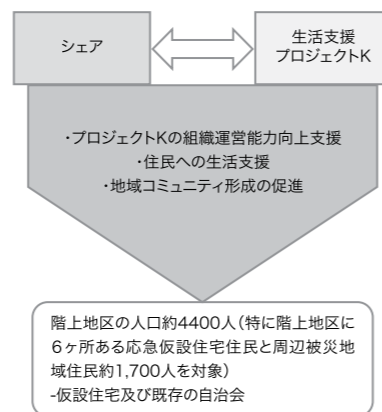 シェア
生活支援
プロジェクトK
・プロジェクトKの組織運営能力向上支援
・住民への生活支援
・地域コミュニティ形成の促進
階上地区の人口約4400人(特に階上地区に
6ヶ所ある応急仮設住宅住民と周辺被災地
域住民約1,700人を対象)
-仮設住宅及び既存の自治会